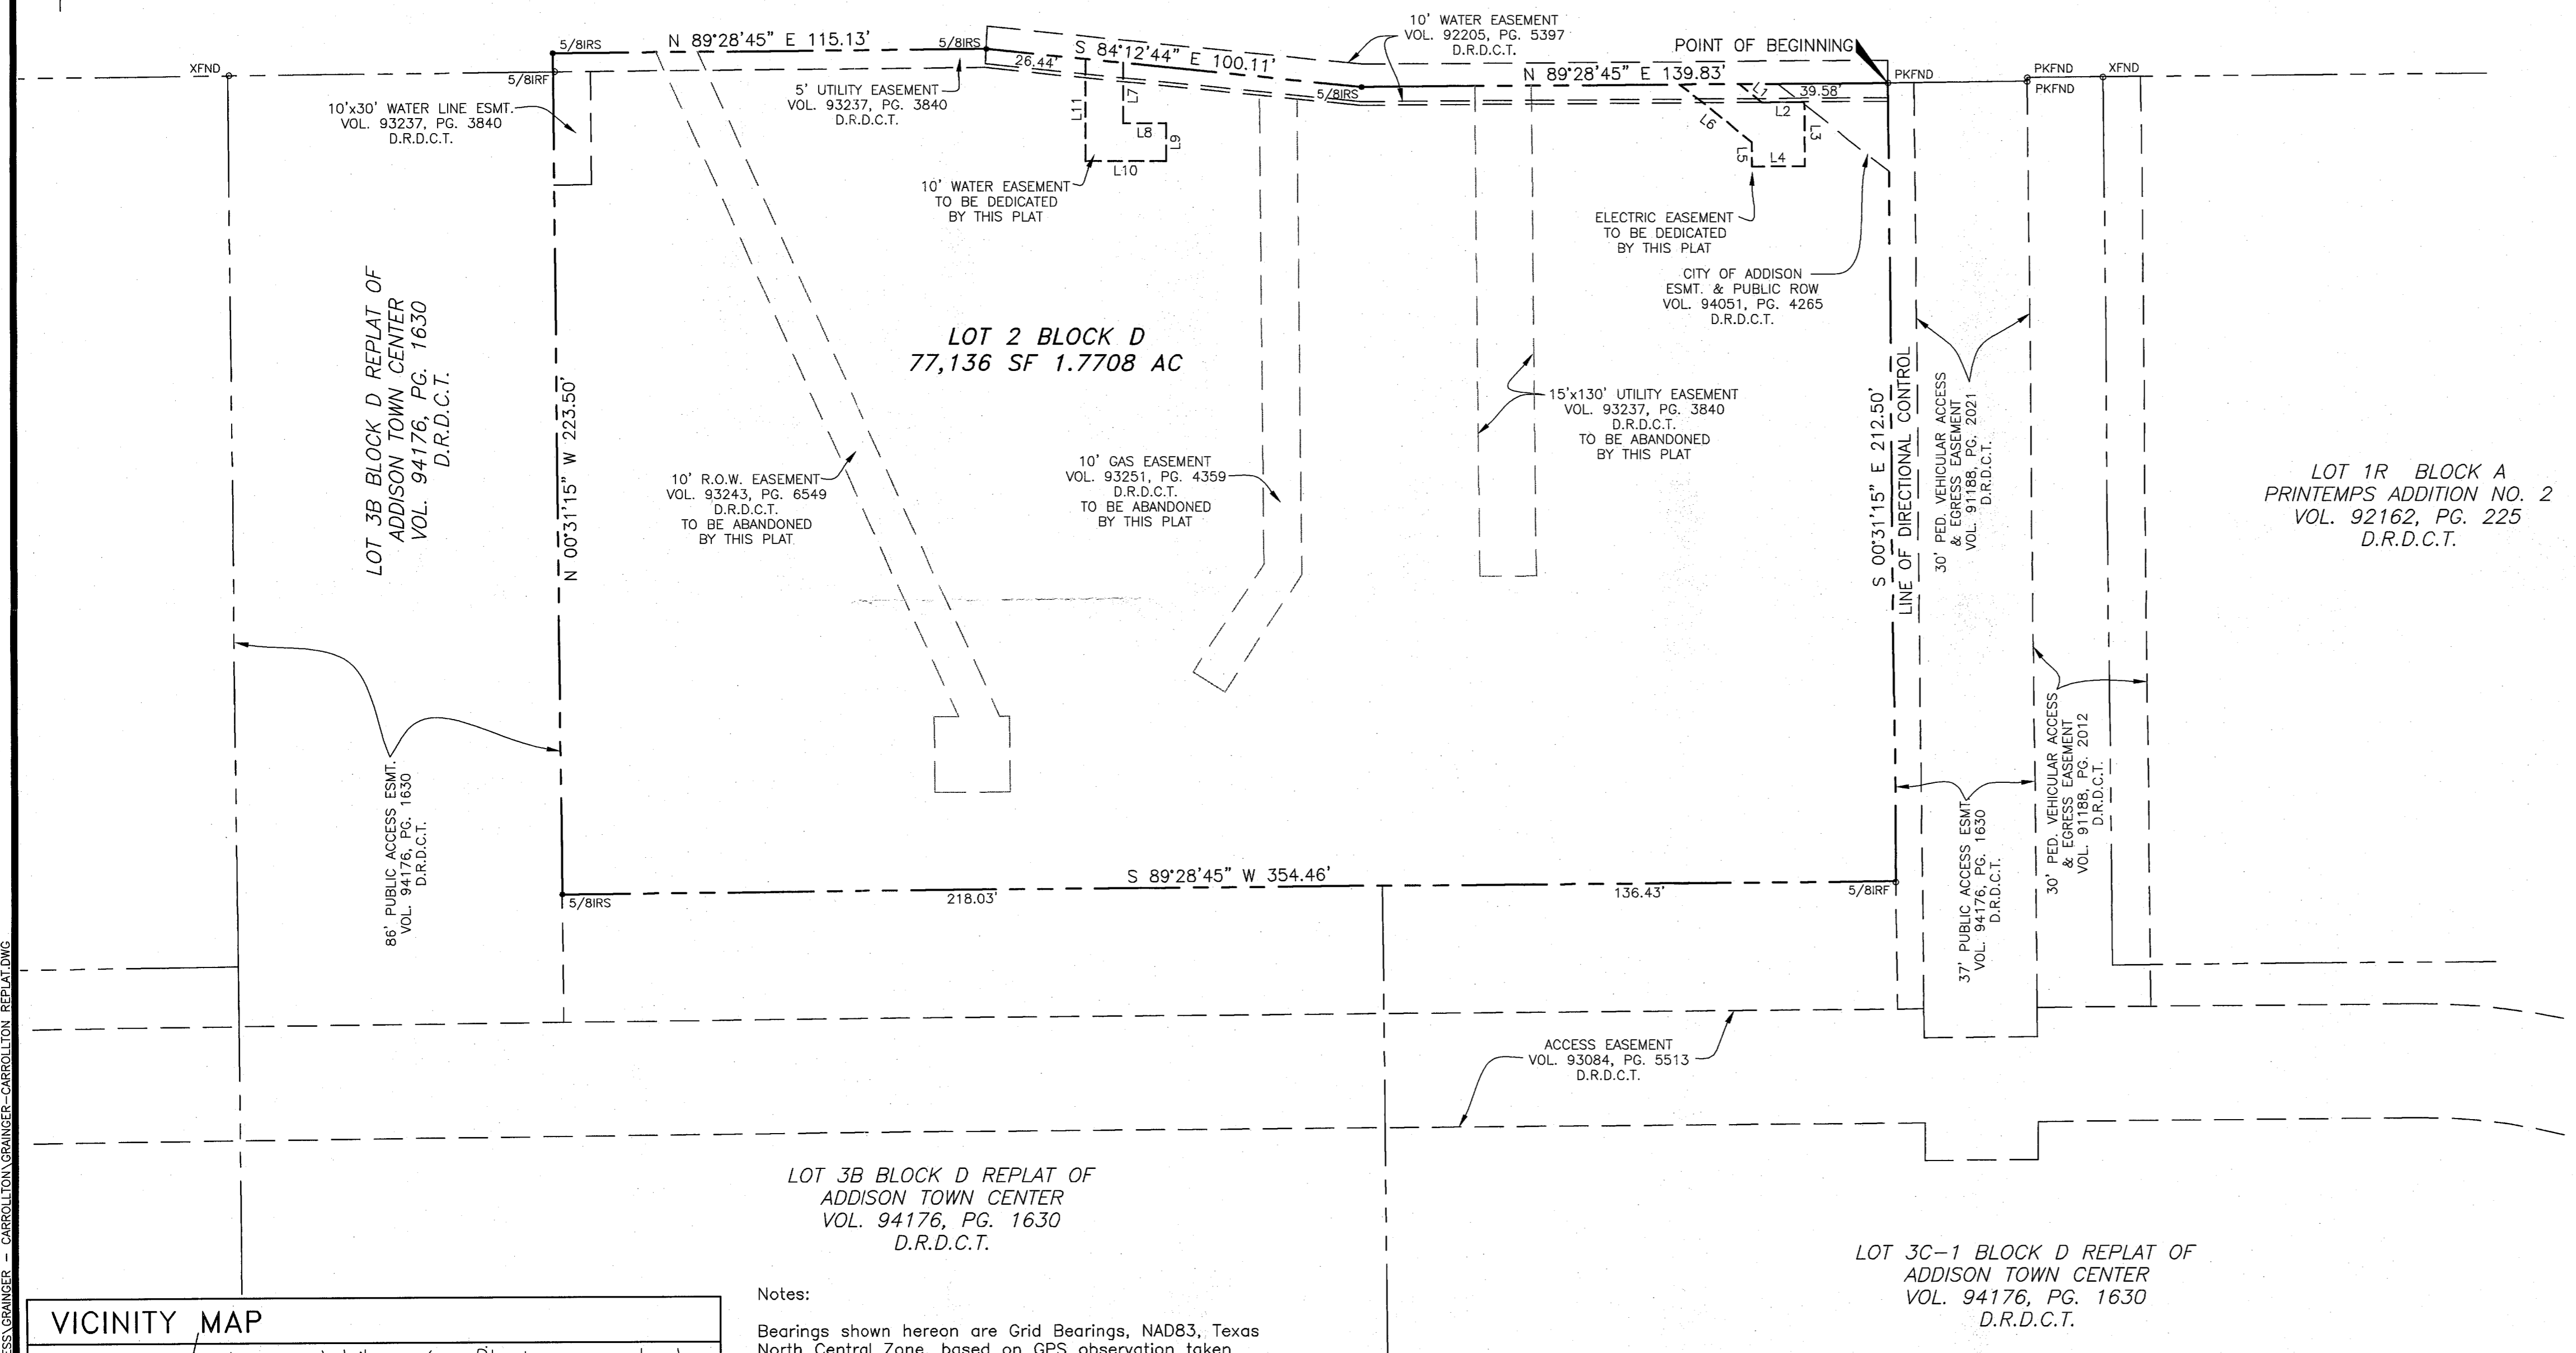 10' WATER EASEMENT
VOL. 92205, PG. 5397
D.R.D.C.T.
POINT OF BEGINNING
XFND
5/8IRS
N 89°28'45" E 115.13'
5/8IRS
S 84°12'44" E 100.11'
26.44'
5/8IRS
N 89°28'45" E 139.83'
39.58'
PKFND
PKFND
PKFND
XFND
5/8IRF
10'x30' WATER LINE ESMT.
VOL. 93237, PG. 3840
D.R.D.C.T.
5' UTILITY EASEMENT
VOL. 93237, PG. 3840
D.R.D.C.T.
L11
L7
L8
L9
L10
L1
L2
L3
L4
L5
L6
10' WATER EASEMENT
TO BE DEDICATED
BY THIS PLAT
ELECTRIC EASEMENT
TO BE DEDICATED
BY THIS PLAT
CITY OF ADDISON
ESMT. & PUBLIC ROW
VOL. 94051, PG. 4265
D.R.D.C.T.
LOT 3B BLOCK D REPLAT OF
ADDISON TOWN CENTER
VOL. 94176, PG. 1630
D.R.D.C.T.
LOT 2 BLOCK D
77,136 SF 1.7708 AC
N 00°31'15" W 223.50'
10' R.O.W. EASEMENT
VOL. 93243, PG. 6549
D.R.D.C.T.
TO BE ABANDONED
BY THIS PLAT
10' GAS EASEMENT
VOL. 93251, PG. 4359
D.R.D.C.T.
TO BE ABANDONED
BY THIS PLAT
15'x130' UTILITY EASEMENT
VOL. 93237, PG. 3840
D.R.D.C.T.
TO BE ABANDONED
BY THIS PLAT
S 00°31'15" E 212.50'
LINE OF DIRECTIONAL CONTROL
30' PED. VEHICULAR ACCESS
& EGRESS EASEMENT
VOL. 91188, PG. 2021
D.R.D.C.T.
LOT 1R BLOCK A
PRINTEMPS ADDITION NO. 2
VOL. 92162, PG. 225
D.R.D.C.T.
86' PUBLIC ACCESS ESMT.
VOL. 94176, PG. 1630
D.R.D.C.T.
37' PUBLIC ACCESS ESMT.
VOL. 94176, PG. 1630
D.R.D.C.T.
30' PED. VEHICULAR ACCESS
& EGRESS EASEMENT
VOL. 91188, PG. 2012
D.R.D.C.T.
S 89°28'45" W 354.46'
5/8IRS
218.03'
136.43'
5/8IRF
ACCESS EASEMENT
VOL. 93084, PG. 5513
D.R.D.C.T.
LOT 3B BLOCK D REPLAT OF
ADDISON TOWN CENTER
VOL. 94176, PG. 1630
D.R.D.C.T.
LOT 3C-1 BLOCK D REPLAT OF
ADDISON TOWN CENTER
VOL. 94176, PG. 1630
D.R.D.C.T.
GRAINGER - CARROLLTON\GRAINGER-CARROLLTON REPLAT.DWG
VICINITY MAP
Notes:
Bearings shown hereon are Grid Bearings, NAD83, Texas
North Central Zone, based on GPS observation taken